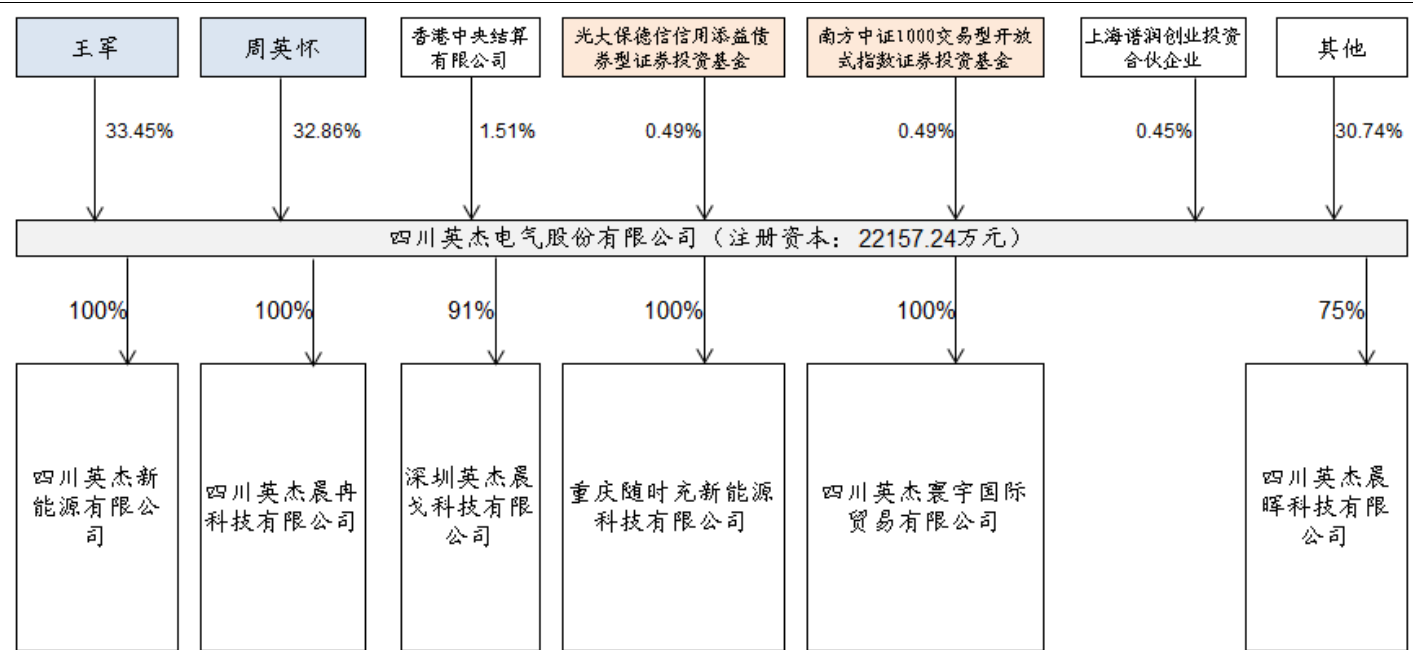 王军
周英怀
香港中央结算
有限公司
光大保德信信用添益债
券型证券投资基金
南方中证1000交易型开放
式指数证券投资基金
上海谱润创业投资
合伙企业
其他
33.45%
32.86%
1.51%
0.49%
0.49%
0.45%
30.74%
四川英杰电气股份有限公司（注册资本：22157.24万元）
100%
100%
91%
100%
100%
75%
四川英杰新
能源有限公
司
四川英杰晨冉
科技有限公司
深圳英杰晨
戈科技有限
公司
重庆随时充新能源
科技有限公司
四川英杰寰宇国际
贸易有限公司
四川英杰晨
晖科技有限
公司